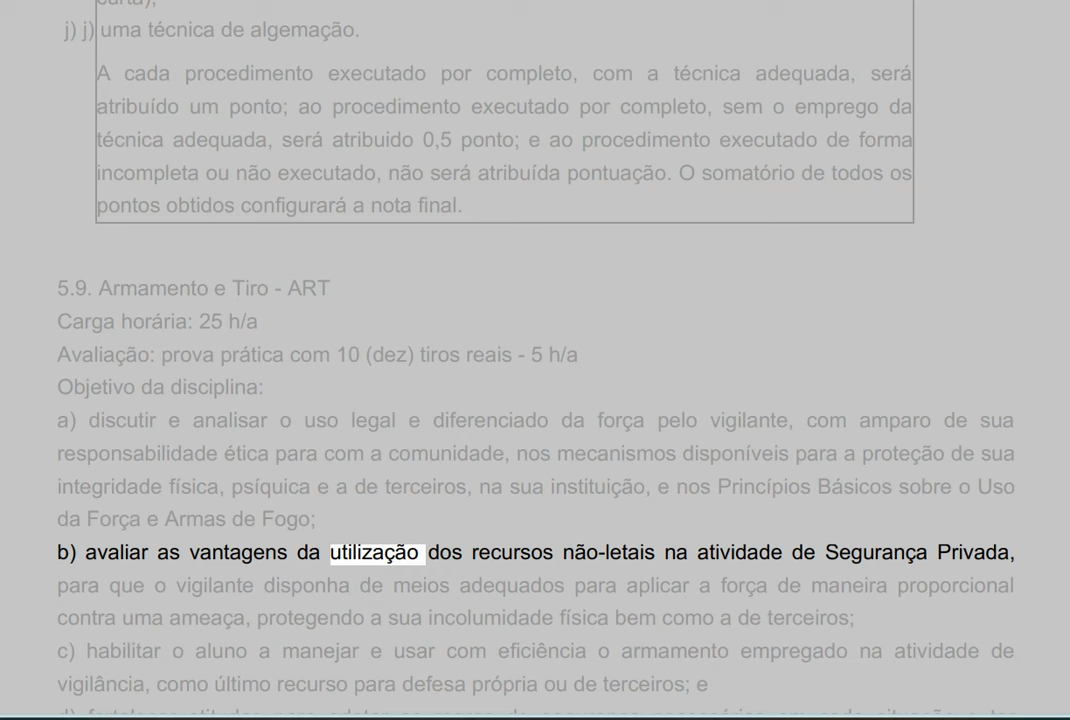 j) j) uma técnica de algemação.
A cada procedimento executado por completo, com a técnica adequada, será
atribuído um ponto; ao procedimento executado por completo, sem o emprego da
técnica adequada, será atribuido 0,5 ponto; e ao procedimento executado de forma
incompleta ou não executado, não será atribuída pontuação. O somatório de todos os
pontos obtidos configurará a nota final.
5.9. Armamento e Tiro - ART
Carga horária: 25 h/a
Avaliação: prova prática com 10 (dez) tiros reais - 5 h/a
Objetivo da disciplina:
a) discutir e analisar o uso legal e diferenciado da força pelo vigilante, com amparo de sua
responsabilidade ética para com a comunidade, nos mecanismos disponíveis para a proteção de sua
integridade física, psíquica e a de terceiros, na sua instituição, e nos Princípios Básicos sobre o Uso
da Força e Armas de Fogo;
b) avaliar as vantagens da utilização dos recursos não-letais na atividade de Segurança Privada,
para que o vigilante disponha de meios adequados para aplicar a força de maneira proporcional
contra uma ameaça, protegendo a sua incolumidade física bem como a de terceiros;
c) habilitar o aluno a manejar e usar com eficiência o armamento empregado na atividade de
vigilância, como último recurso para defesa própria ou de terceiros; e